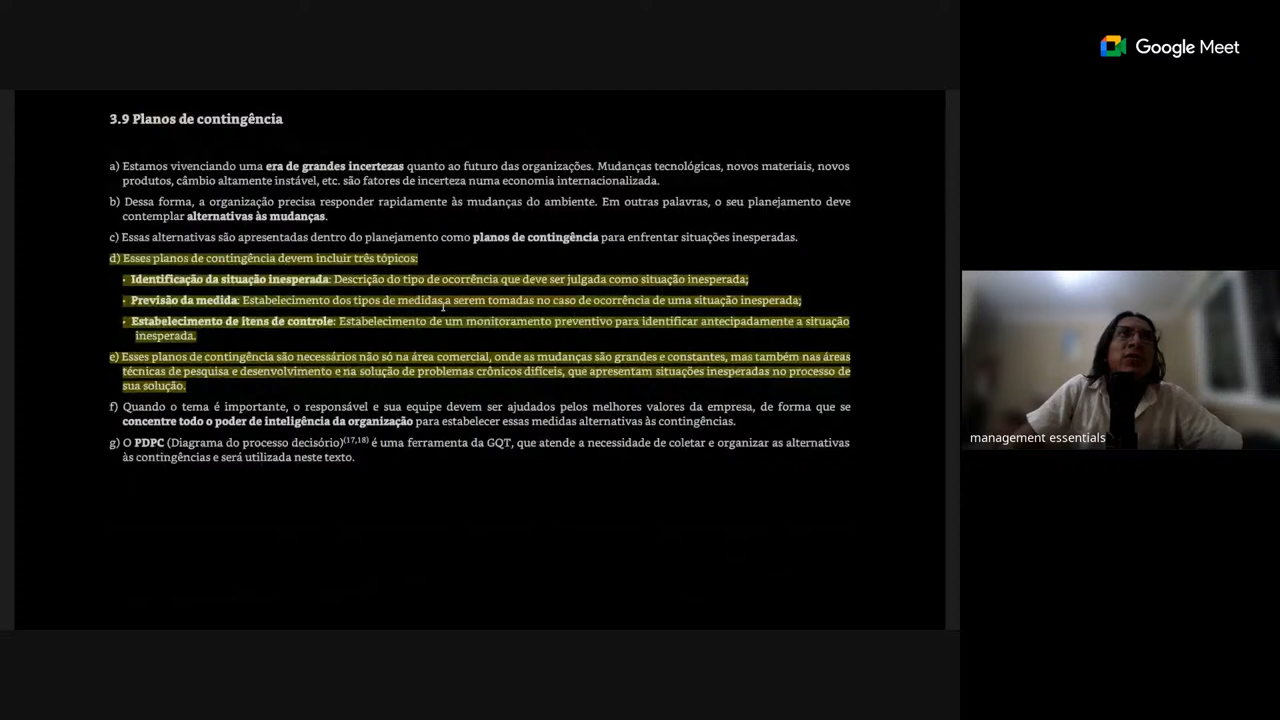 Google Meet
3.9 Planos de contingência
a) Estamos vivenciando uma era de grandes incertezas quanto ao futuro das organizações. Mudanças tecnológicas, novos materiais, novos
produtos, câmbio altamente instável, etc. são fatores de incerteza numa economia internacionalizada.
b) Dessa forma, a organização precisa responder rapidamente às mudanças do ambiente. Em outras palavras, o seu planejamento deve
contemplar alternativas às mudanças.
c) Essas alternativas são apresentadas dentro do planejamento como planos de contingência para enfrentar situações inesperadas.
d) Esses planos de contingência devem incluir três tópicos:
· Identificação da situação inesperada: Descrição do tipo de ocorrência que deve ser julgada como situação inesperada;
· Previsão da medida: Estabelecimento dos tipos de medidas a serem tomadas no caso de ocorrência de uma situação inesperada;
· Estabelecimento de itens de controle: Estabelecimento de um monitoramento preventivo para identificar antecipadamente a situação
inesperada.
e) Esses planos de contingência são necessários não só na área comercial, onde as mudanças são grandes e constantes, mas também nas áreas
técnicas de pesquisa e desenvolvimento e na solução de problemas crônicos difíceis, que apresentam situações inesperadas no processo de
sua solução.
f) Quando o tema é importante, o responsável e sua equipe devem ser ajudados pelos melhores valores da empresa, de forma que se
concentre todo o poder de inteligência da organização para estabelecer essas medidas alternativas às contingências.
g) O PDPC (Diagrama do processo decisório)(17,18) é uma ferramenta da GQT, que atende a necessidade de coletar e organizar as alternativas
às contingências e será utilizada neste texto.
management essentials